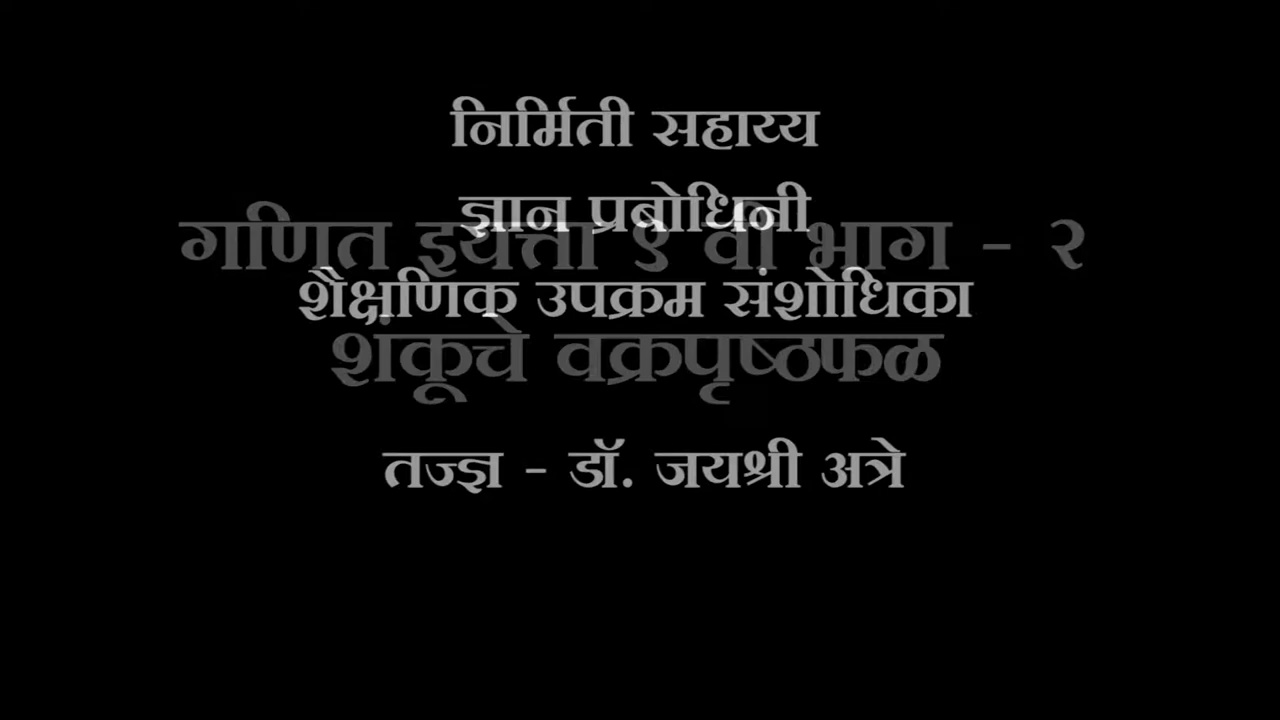 निर्मिती सहाय्य
ज्ञान प्रबोधिनी
गणित इयत्ता ९ वी भाग - २
शैक्षणिक उपक्रम संशोधिका
शंकूचे वक्रपृष्ठफळ
तज्ज्ञ - डॉ. जयश्री अत्रे